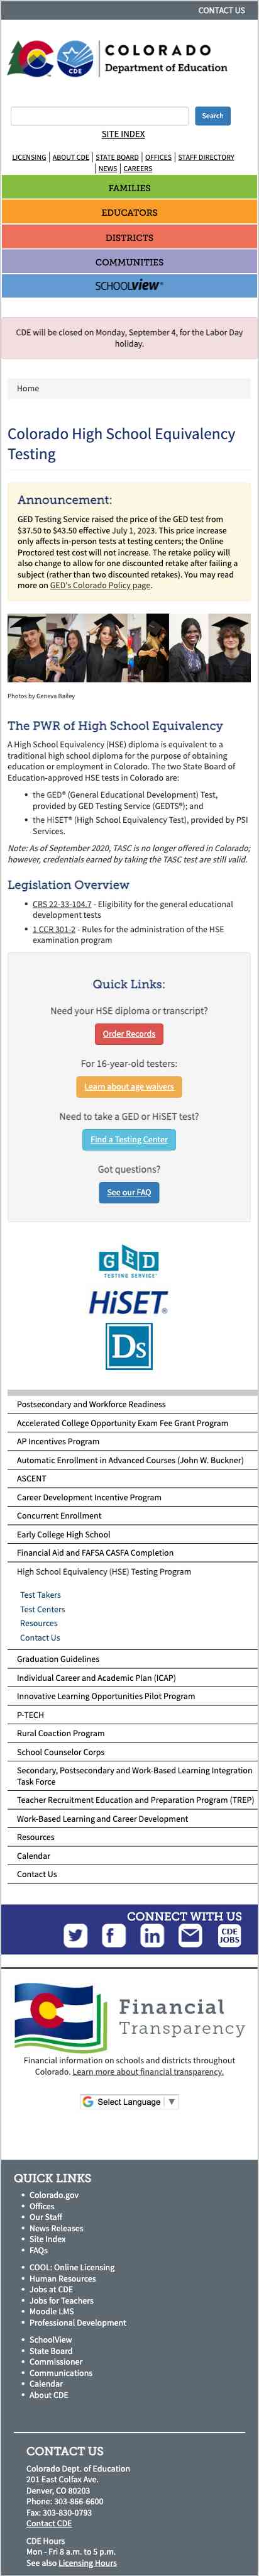 CONTACT US
COLORADO
Department of Education
CDE
Search
SITE INDEX
LICENSING | ABOUT CDE | STATE BOARD | OFFICES | STAFF DIRECTORY
| NEWS | CAREERS
FAMILIES
EDUCATORS
DISTRICTS
COMMUNITIES
SCHOOLVIEW®
CDE will be closed on Monday, September 4, for the Labor Day
holiday.
Home
Colorado High School Equivalency
Testing
Announcement:
GED Testing Service raised the price of the GED test from
$37.50 to $43.50 effective July 1, 2023. This price increase
only affects in-person tests at testing centers; the Online
Proctored test cost will not increase. The retake policy will
also change to allow for one discounted retake after failing a
subject (rather than two discounted retakes). You may read
more on GED's Colorado Policy page.
Photos by Geneva Bailey
The PWR of High School Equivalency
A High School Equivalency (HSE) diploma is equivalent to a
traditional high school diploma for the purpose of obtaining
education or employment in Colorado. The two State Board of
Education-approved HSE tests in Colorado are:
• the GED® (General Educational Development) Test,
provided by GED Testing Service (GEDTS®); and
• the HiSET® (High School Equivalency Test), provided by PSI
Services.
Note: As of September 2020, TASC is no longer offered in Colorado;
however, credentials earned by taking the TASC test are still valid.
Legislation Overview
• CRS 22-33-104.7 - Eligibility for the general educational
development tests
• 1 CCR 301-2 - Rules for the administration of the HSE
examination program
Quick Links:
Need your HSE diploma or transcript?
Order Records
For 16-year-old testers:
Learn about age waivers
Need to take a GED or HiSET test?
Find a Testing Center
Got questions?
See our FAQ
GED
TESTING SERVICE®
HiSET®
Ds
Postsecondary and Workforce Readiness
Accelerated College Opportunity Exam Fee Grant Program
AP Incentives Program
Automatic Enrollment in Advanced Courses (John W. Buckner)
ASCENT
Career Development Incentive Program
Concurrent Enrollment
Early College High School
Financial Aid and FAFSA CASFA Completion
High School Equivalency (HSE) Testing Program
Test Takers
Test Centers
Resources
Contact Us
Graduation Guidelines
Individual Career and Academic Plan (ICAP)
Innovative Learning Opportunities Pilot Program
P-TECH
Rural Coaction Program
School Counselor Corps
Secondary, Postsecondary and Work-Based Learning Integration
Task Force
Teacher Recruitment Education and Preparation Program (TREP)
Work-Based Learning and Career Development
Resources
Calendar
Contact Us
CONNECT WITH US
CDE
JOBS
Financial
Transparency
Financial information on schools and districts throughout
Colorado. Learn more about financial transparency.
Select Language ▼
QUICK LINKS
• Colorado.gov
• Offices
• Our Staff
• News Releases
• Site Index
• FAQs
• COOL: Online Licensing
• Human Resources
• Jobs at CDE
• Jobs for Teachers
• Moodle LMS
• Professional Development
• SchoolView
• State Board
• Commissioner
• Communications
• Calendar
• About CDE
CONTACT US
Colorado Dept. of Education
201 East Colfax Ave.
Denver, CO 80203
Phone: 303-866-6600
Fax: 303-830-0793
Contact CDE
CDE Hours
Mon - Fri 8 a.m. to 5 p.m.
See also Licensing Hours